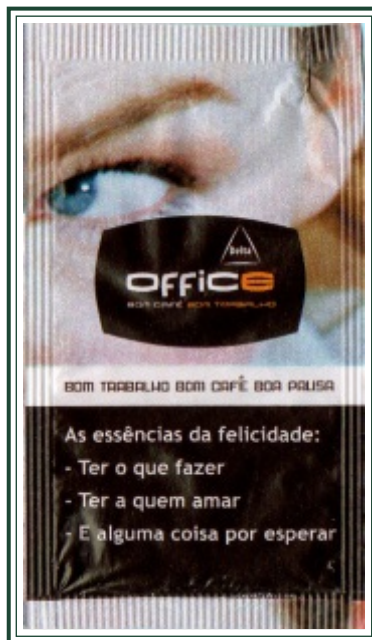 Delta
OFFICE
BOM CAFÉ BOM TRABALHO
BOM TRABALHO BOM CAFÉ BOA PAUSA
As essências da felicidade:
- Ter o que fazer
- Ter a quem amar
- E alguma coisa por esperar